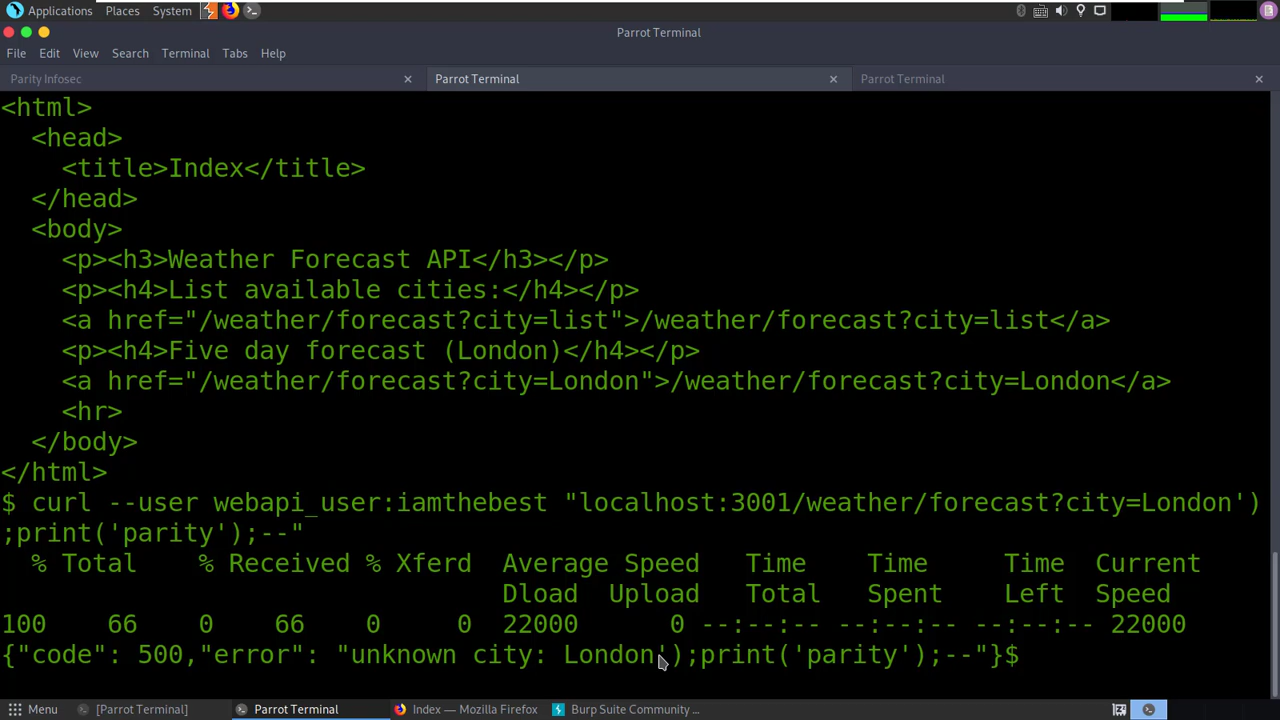 Applications Places System
Parrot Terminal
File Edit View Search Terminal Tabs Help
Parity Infosec × Parrot Terminal × Parrot Terminal ×
<html>
  <head>
    <title>Index</title>
  </head>
  <body>
    <p><h3>Weather Forecast API</h3></p>
    <p><h4>List available cities:</h4></p>
    <a href="/weather/forecast?city=list">/weather/forecast?city=list</a>
    <p><h4>Five day forecast (London)</h4></p>
    <a href="/weather/forecast?city=London">/weather/forecast?city=London</a>
    <hr>
  </body>
</html>
$ curl --user webapi_user:iamthebest "localhost:3001/weather/forecast?city=London')
;print('parity');--"
  % Total    % Received % Xferd  Average Speed   Time    Time     Time  Current
                                 Dload  Upload   Total   Spent    Left  Speed
100    66    0    66    0     0  22000      0 --:--:-- --:--:-- --:--:-- 22000
{"code": 500,"error": "unknown city: London');print('parity');--"}$
Menu [Parrot Terminal] Parrot Terminal Index — Mozilla Firefox Burp Suite Community ...